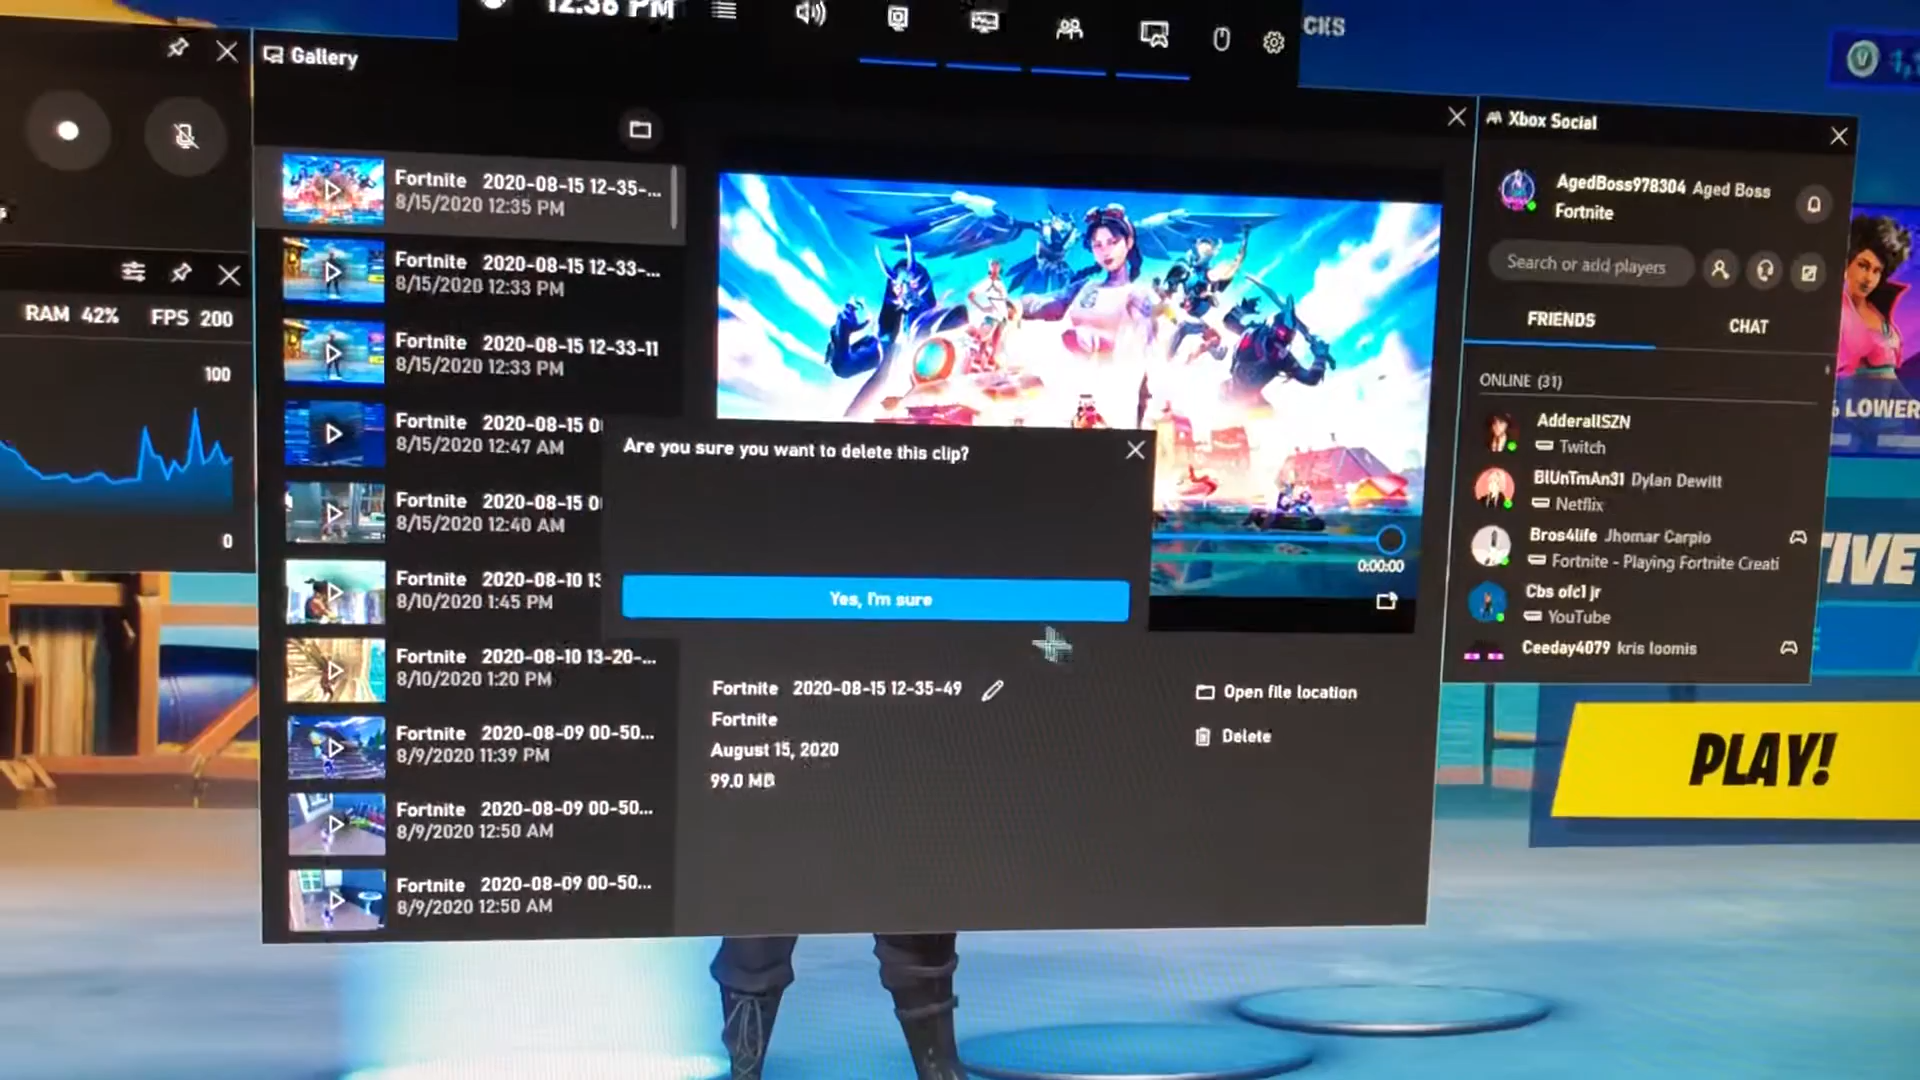 12:36 PM
CKS
Gallery
Fortnite 2020-08-15 12-35-...
8/15/2020 12:35 PM
Fortnite 2020-08-15 12-33-...
8/15/2020 12:33 PM
Fortnite 2020-08-15 12-33-11
8/15/2020 12:33 PM
Fortnite 2020-08-15 0
8/15/2020 12:47 AM
Fortnite 2020-08-15 0
8/15/2020 12:40 AM
Fortnite 2020-08-10 13
8/10/2020 1:45 PM
Fortnite 2020-08-10 13-20-...
8/10/2020 1:20 PM
Fortnite 2020-08-09 00-50...
8/9/2020 11:39 PM
Fortnite 2020-08-09 00-50...
8/9/2020 12:50 AM
Fortnite 2020-08-09 00-50...
8/9/2020 12:50 AM
RAM 42% FPS 200
100
0
Are you sure you want to delete this clip?
Yes, I'm sure
0:00:00
Fortnite 2020-08-15 12-35-49
Fortnite
August 15, 2020
99.0 MB
Open file location
Delete
Xbox Social
AgedBoss978304 Aged Boss
Fortnite
Search or add players
FRIENDS CHAT
ONLINE (31)
AdderallSZN
Twitch
BlUnTmAn31 Dylan Dewitt
Netflix
Bros4life Jhomar Carpio
Fortnite - Playing Fortnite Creati
Cbs ofc1 jr
YouTube
Ceeday4079 kris loomis
% LOWER
TIVE
PLAY!